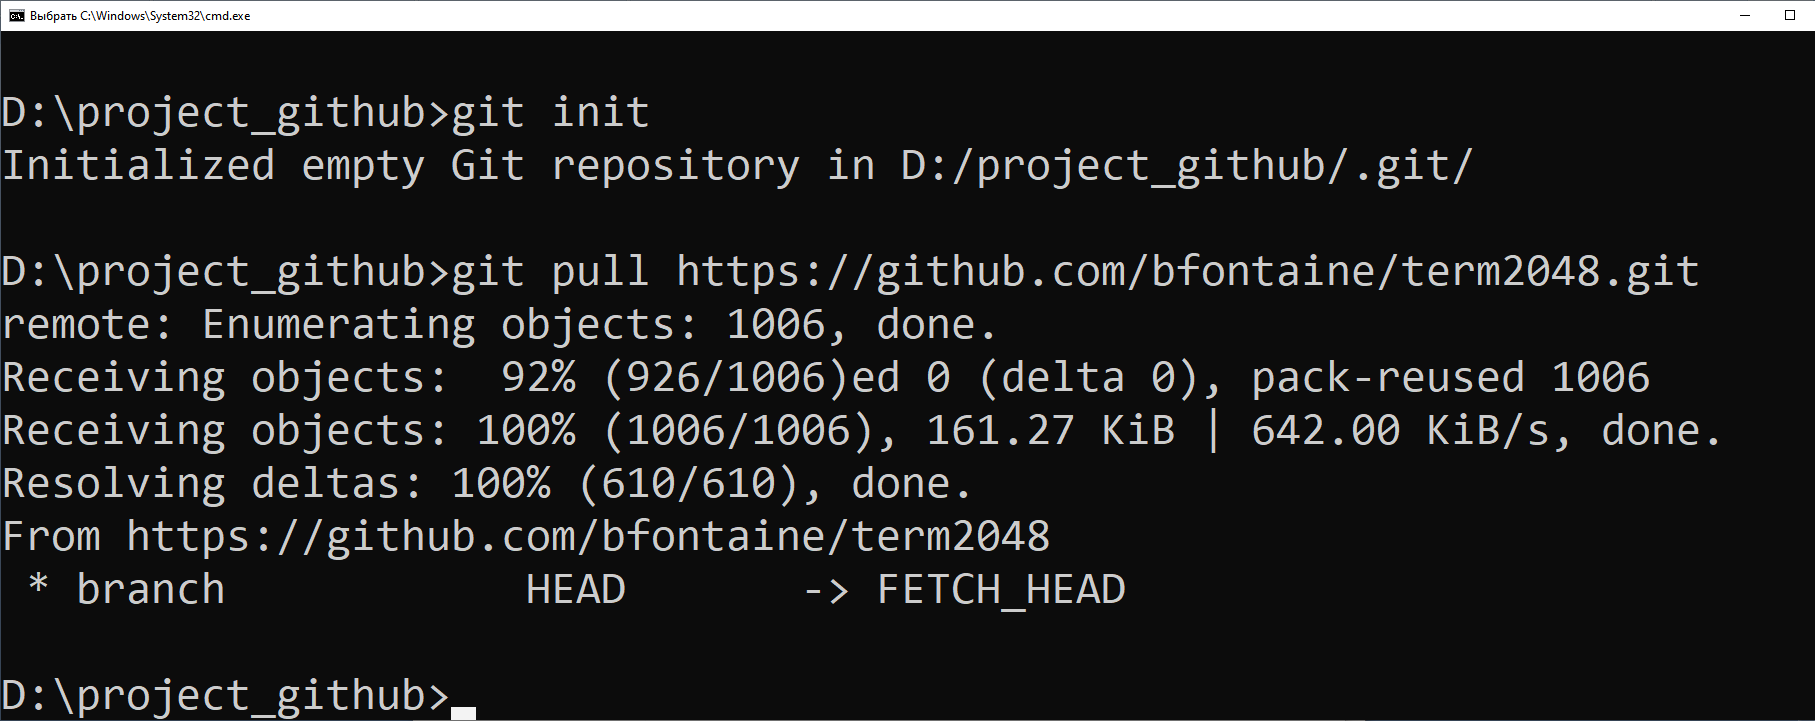 Выбрать C:\Windows\System32\cmd.exe
D:\project_github>git init
Initialized empty Git repository in D:/project_github/.git/
D:\project_github>git pull https://github.com/bfontaine/term2048.git
remote: Enumerating objects: 1006, done.
Receiving objects:  92% (926/1006)ed 0 (delta 0), pack-reused 1006
Receiving objects: 100% (1006/1006), 161.27 KiB | 642.00 KiB/s, done.
Resolving deltas: 100% (610/610), done.
From https://github.com/bfontaine/term2048
 * branch            HEAD       -> FETCH_HEAD
D:\project_github>